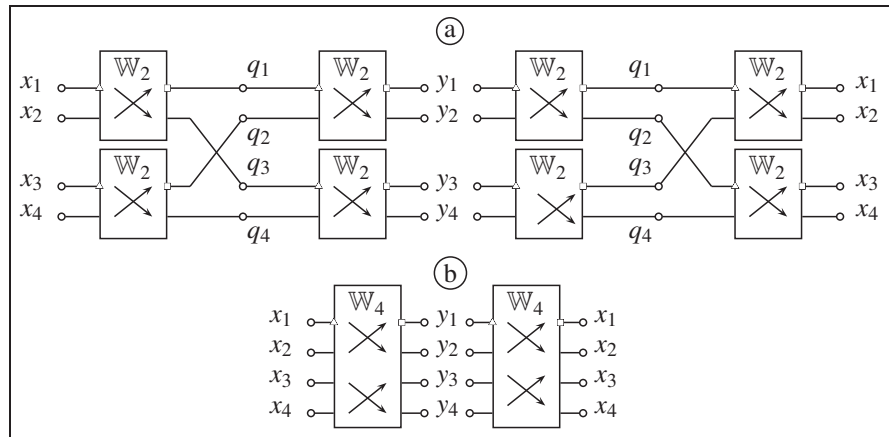 ⓐ
𝕎₂ q₁ 𝕎₂ 𝕎₂ q₁ 𝕎₂
x₁ y₁ x₁
x₂ y₂ x₂
q₂ q₂
𝕎₂ q₃ 𝕎₂ 𝕎₂ q₃ 𝕎₂
x₃ y₃ x₃
x₄ y₄ x₄
q₄ q₄
ⓑ
𝕎₄ 𝕎₄
x₁ y₁ x₁
x₂ y₂ x₂
x₃ y₃ x₃
x₄ y₄ x₄